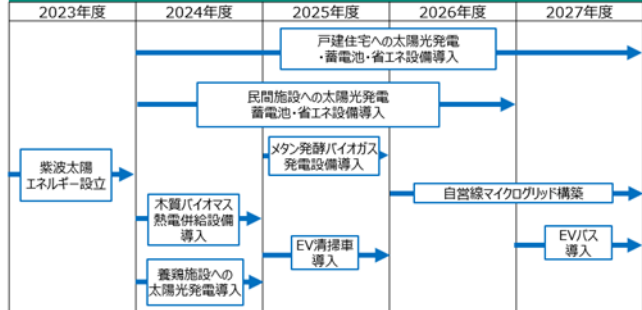 2023年度 2024年度 2025年度 2026年度 2027年度
戸建住宅への太陽光発電
・蓄電池・省エネ設備導入
民間施設への太陽光発電
蓄電池・省エネ設備導入
メタン発酵バイオガス
発電設備導入
紫波太陽
エネルギー設立
木質バイオマス
熱電併給設備
導入
自営線マイクログリッド構築
EV清掃車
導入
EVバス
導入
養鶏施設への
太陽光発電導入